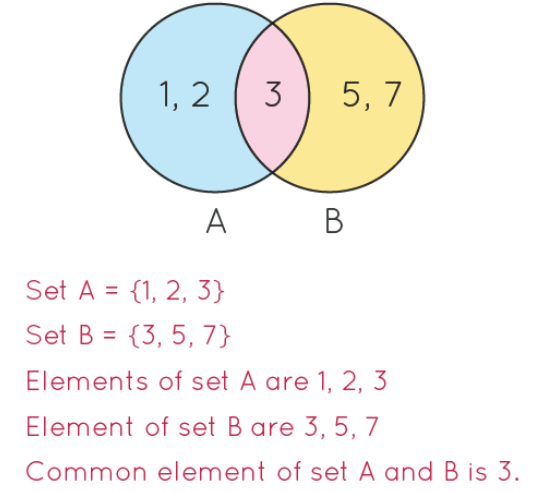 1, 2 3 5, 7
A B
Set A = {1, 2, 3}
Set B = {3, 5, 7}
Elements of set A are 1, 2, 3
Element of set B are 3, 5, 7
Common element of set A and B is 3.